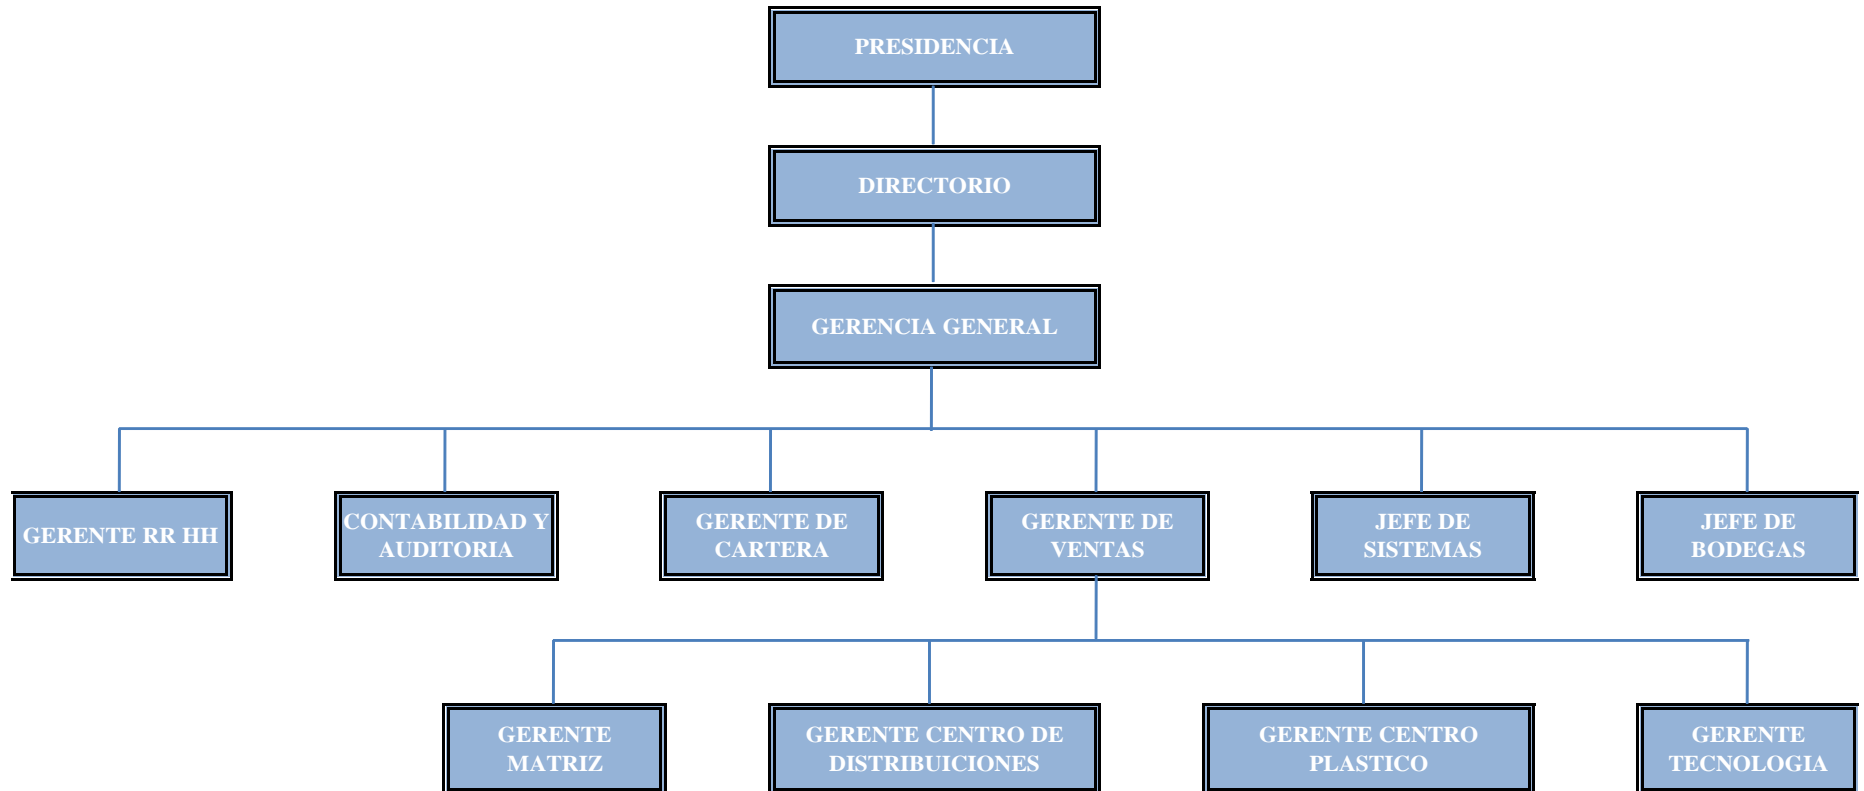 PRESIDENCIA
DIRECTORIO
GERENCIA GENERAL
GERENTE RR HH
CONTABILIDAD Y
AUDITORIA
GERENTE DE
CARTERA
GERENTE DE
VENTAS
JEFE DE
SISTEMAS
JEFE DE
BODEGAS
GERENTE
MATRIZ
GERENTE CENTRO DE
DISTRIBUICIONES
GERENTE CENTRO
PLASTICO
GERENTE
TECNOLOGIA